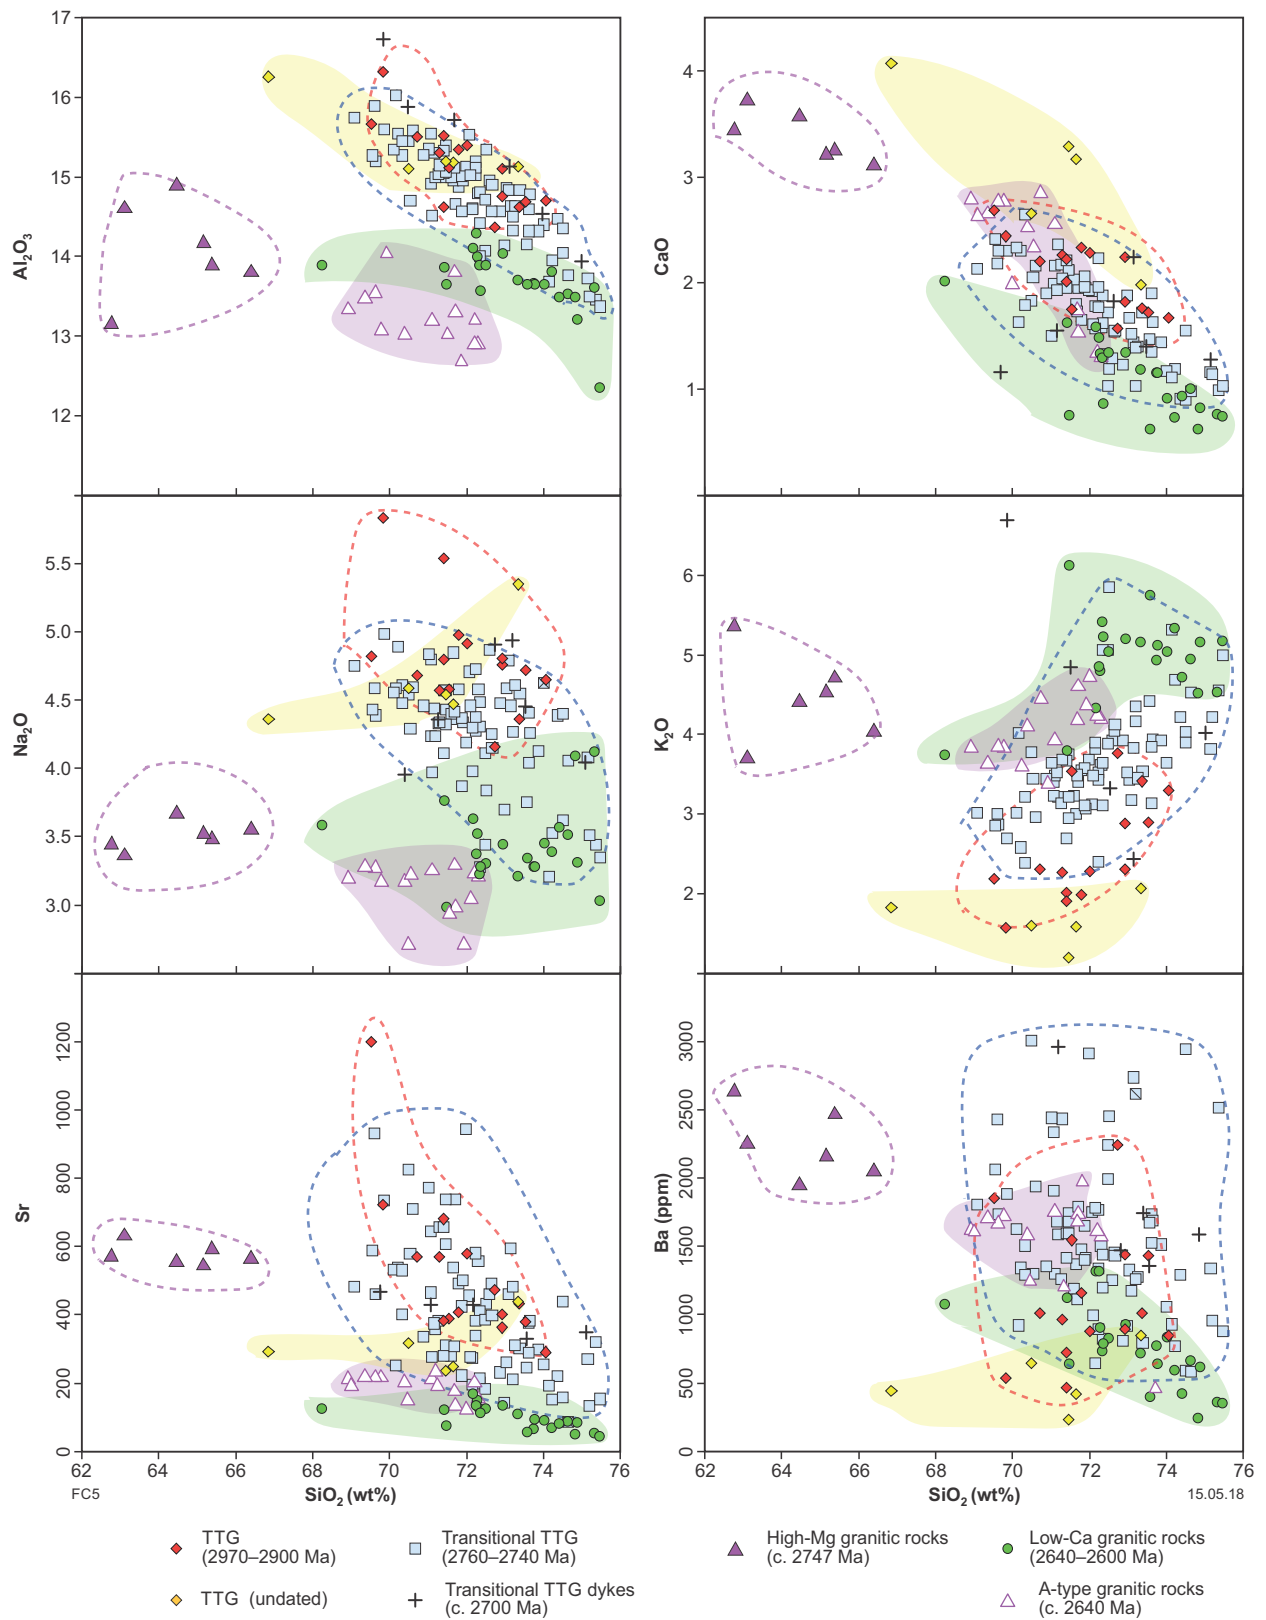 17
16
15
14
13
12
Al2O3
4
3
2
1
CaO
5.5
5.0
4.5
4.0
3.5
3.0
Na2O
6
5
4
3
2
K2O
1200
1000
800
600
400
200
0
Sr
3000
2500
2000
1500
1000
500
0
Ba (ppm)
62 64 66 68 70 72 74 76
62 64 66 68 70 72 74 76
FC5 SiO2 (wt%)
SiO2 (wt%) 15.05.18
TTG
(2970–2900 Ma)
TTG (undated)
Transitional TTG
(2760–2740 Ma)
Transitional TTG dykes
(c. 2700 Ma)
High-Mg granitic rocks
(c. 2747 Ma)
Low-Ca granitic rocks
(2640–2600 Ma)
A-type granitic rocks
(c. 2640 Ma)